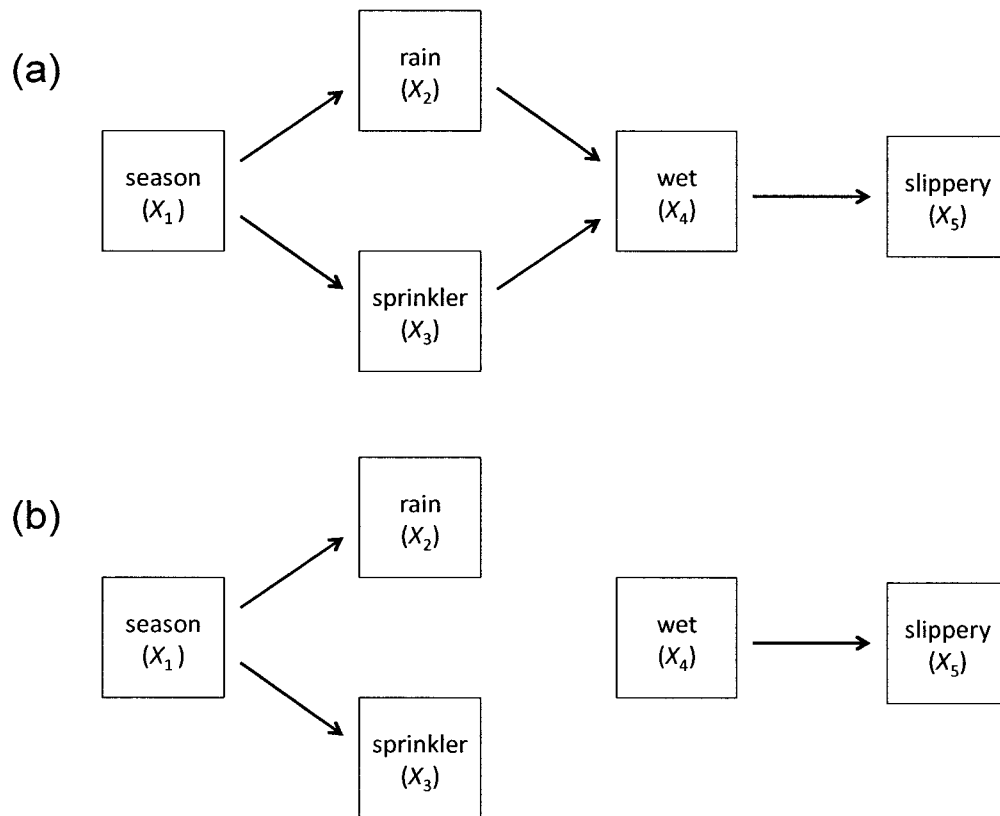 (a)
rain
(X₂)
season
(X₁)
wet
(X₄)
slippery
(X₅)
sprinkler
(X₃)
(b)
rain
(X₂)
season
(X₁)
wet
(X₄)
slippery
(X₅)
sprinkler
(X₃)